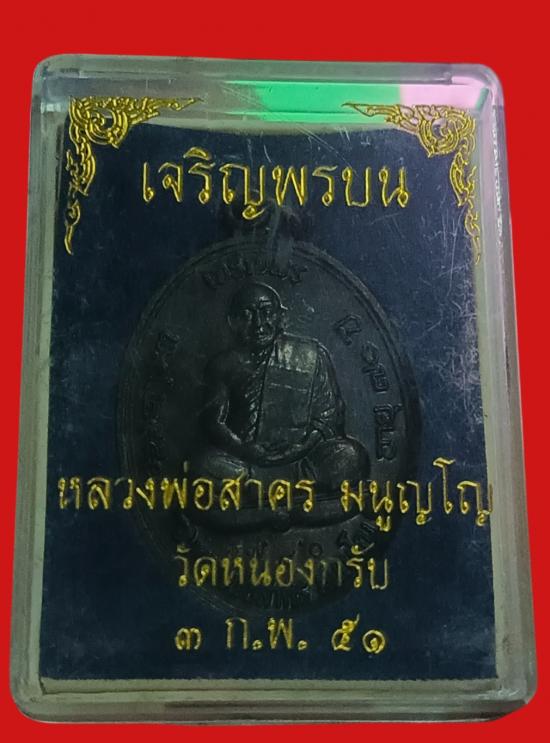 เจริญพรบน
หลวงพ่อสาคร มนูญโญ
วัดหนองกรับ
๓ ก.พ. ๕๑